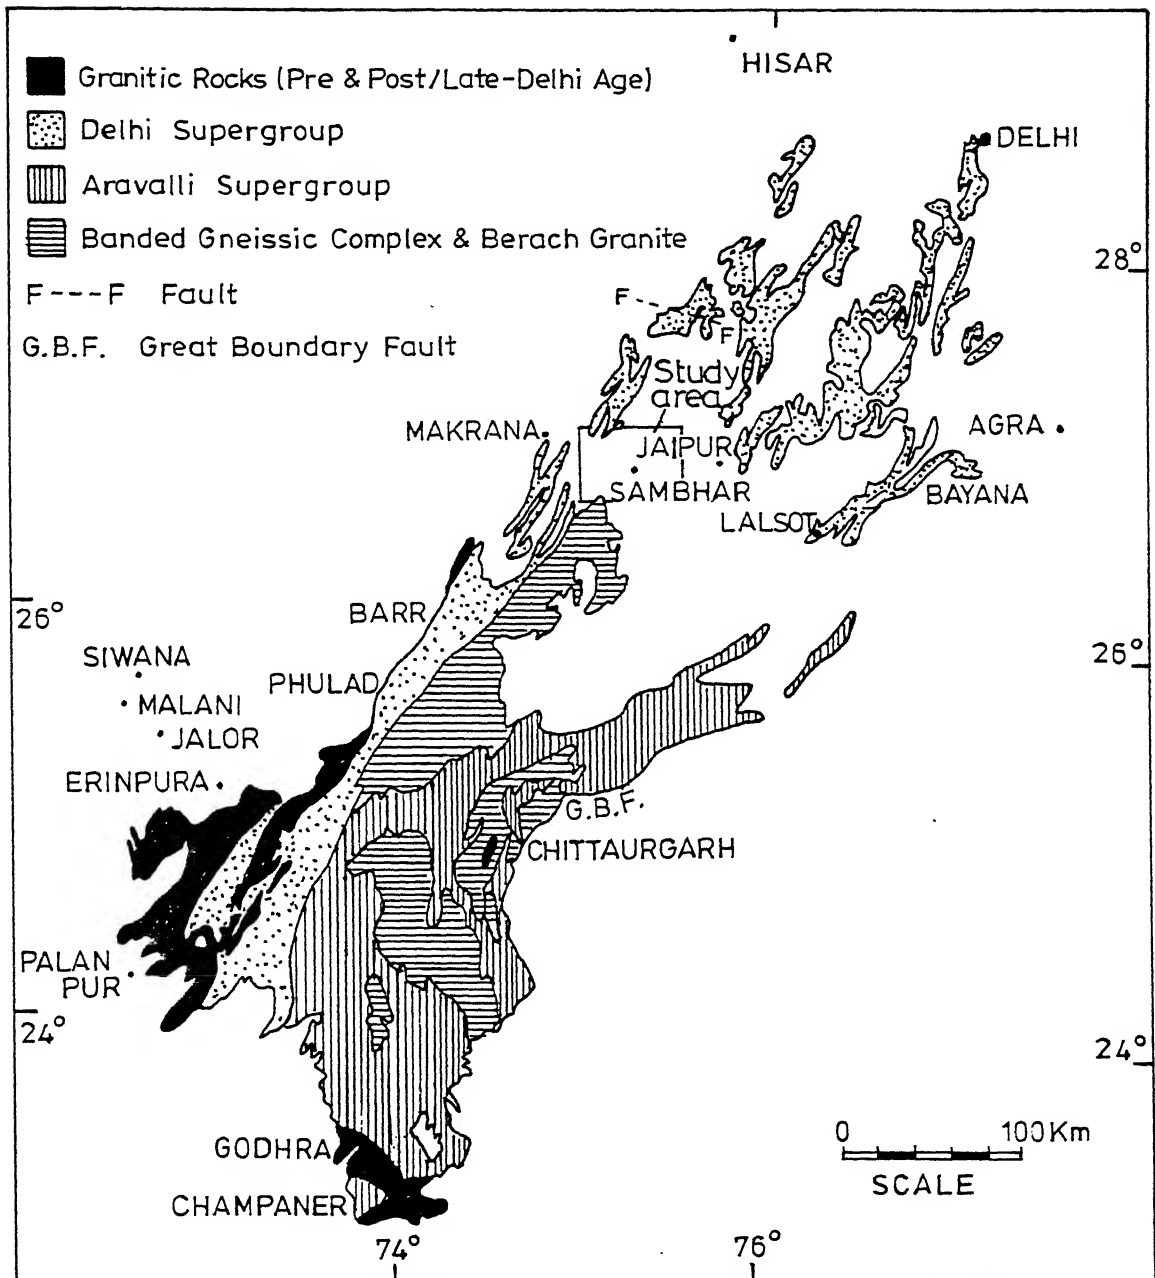 HISAR
Granitic Rocks (Pre & Post/Late-Delhi Age)
Delhi Supergroup
DELHI
Aravalli Supergroup
Banded Gneissic Complex & Berach Granite
28°
F---F Fault
F
F
G.B.F. Great Boundary Fault
Study
area
MAKRANA
AGRA
JAIPUR
SAMBHAR
BAYANA
LALSOT
26°
BARR
SIWANA
26°
PHULAD
MALANI
JALOR
ERINPURA
G.B.F.
CHITTAURGARH
PALAN
PUR
24°
24°
0 100Km
GODHRA
SCALE
CHAMPANER
74°
76°